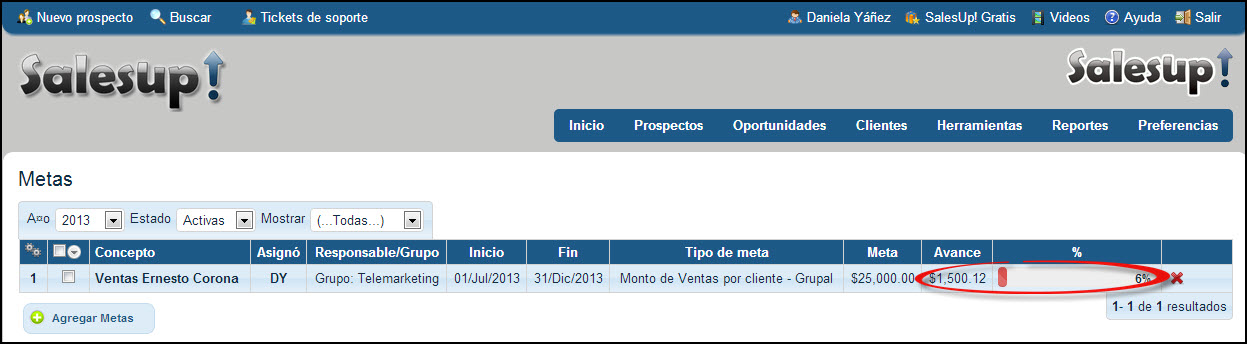 Nuevo prospecto Buscar Tickets de soporte Daniela Yáñez SalesUp! Gratis Videos Ayuda Salir
Salesup! Salesup!
Inicio Prospectos Oportunidades Clientes Herramientas Reportes Preferencias
Metas
A¤o 2013 Estado Activas Mostrar (...Todas...)
Concepto Asignó Responsable/Grupo Inicio Fin Tipo de meta Meta Avance %
1 Ventas Ernesto Corona DY Grupo: Telemarketing 01/Jul/2013 31/Dic/2013 Monto de Ventas por cliente - Grupal $25,000.00 $1,500.12 6%
1- 1 de 1 resultados
Agregar Metas